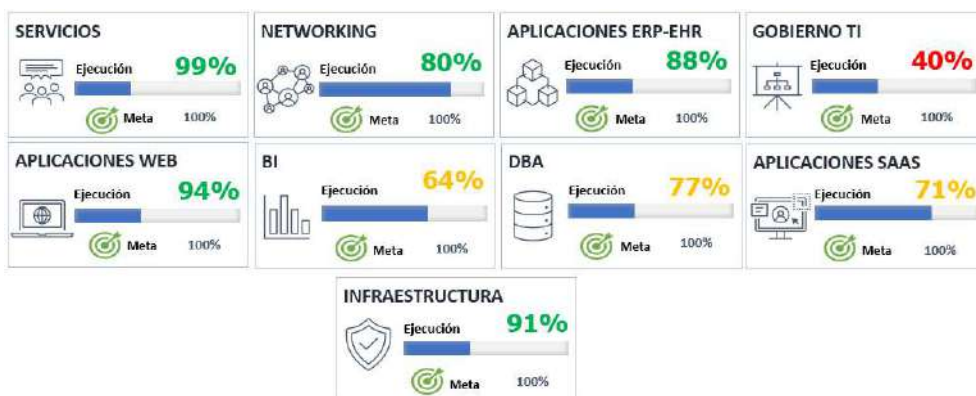 SERVICIOS
Ejecución 99%
Meta 100%
NETWORKING
Ejecución 80%
Meta 100%
APLICACIONES ERP-EHR
Ejecución 88%
Meta 100%
GOBIERNO TI
Ejecución 40%
Meta 100%
APLICACIONES WEB
Ejecución 94%
Meta 100%
BI
Ejecución 64%
Meta 100%
DBA
Ejecución 77%
Meta 100%
APLICACIONES SAAS
Ejecución 71%
Meta 100%
INFRAESTRUCTURA
Ejecución 91%
Meta 100%